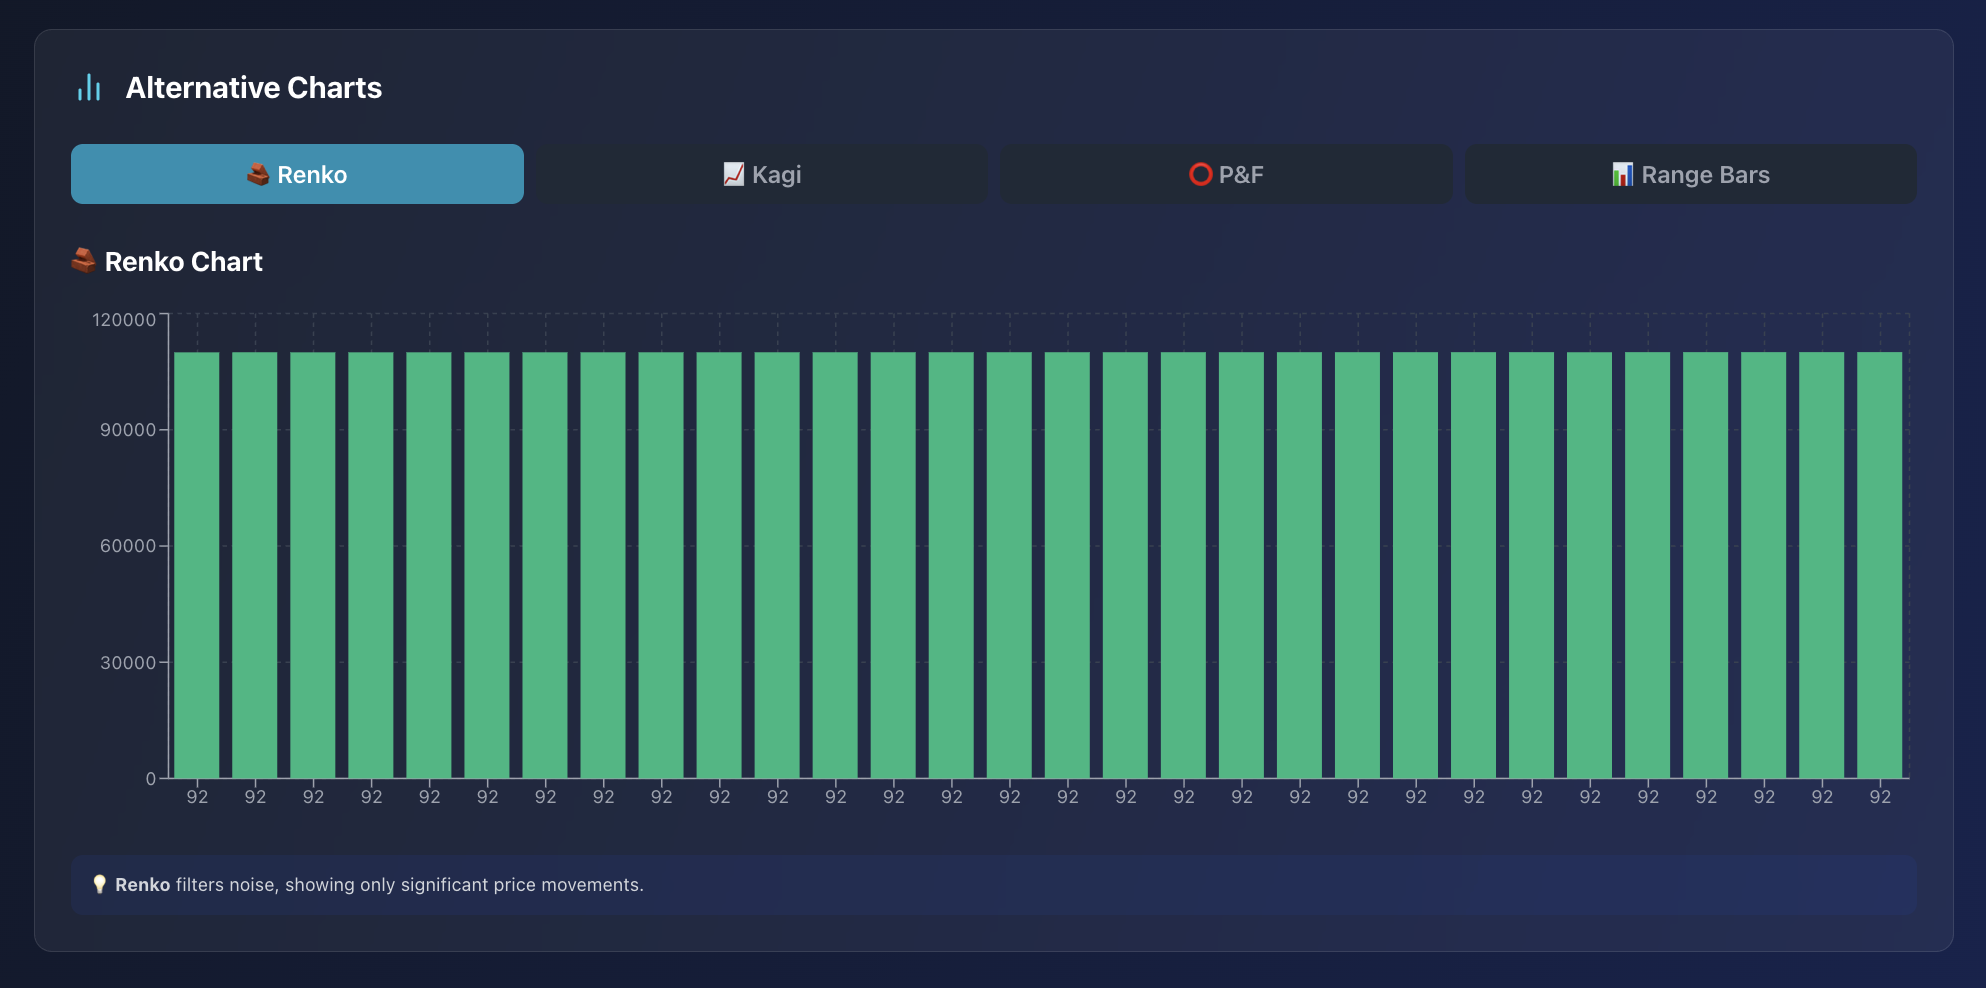 Alternative Charts
Renko
Kagi
P&F
Range Bars
Renko Chart
120000
90000
60000
30000
0
92 92 92 92 92 92 92 92 92 92 92 92 92 92 92 92 92 92 92 92 92 92 92 92 92 92 92 92 92 92
Renko filters noise, showing only significant price movements.